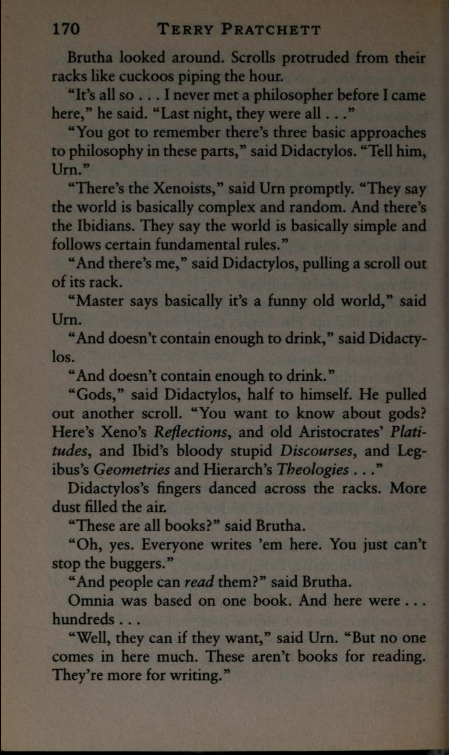 170 TERRY PRATCHETT
Brutha looked around. Scrolls protruded from their
racks like cuckoos piping the hour.
“It’s all so . . . I never met a philosopher before I came
here,” he said. “Last night, they were all . . .”
“You got to remember there’s three basic approaches
to philosophy in these parts,” said Didactylos. “Tell him,
Urn.”
“There’s the Xenoists,” said Urn promptly. “They say
the world is basically complex and random. And there’s
the Ibidians. They say the world is basically simple and
follows certain fundamental rules.”
“And there’s me,” said Didactylos, pulling a scroll out
of its rack.
“Master says basically it’s a funny old world,” said
Urn.
“And doesn’t contain enough to drink,” said Didacty-
los.
“And doesn’t contain enough to drink.”
“Gods,” said Didactylos, half to himself. He pulled
out another scroll. “You want to know about gods?
Here’s Xeno’s Reflections, and old Aristocrates’ Plati-
tudes, and Ibid’s bloody stupid Discourses, and Leg-
ibus’s Geometries and Hierarch’s Theologies . . .”
Didactylos’s fingers danced across the racks. More
dust filled the air.
“These are all books?” said Brutha.
“Oh, yes. Everyone writes ’em here. You just can’t
stop the buggers.”
“And people can read them?” said Brutha.
Omnia was based on one book. And here were . . .
hundreds . . .
“Well, they can if they want,” said Urn. “But no one
comes in here much. These aren’t books for reading.
They’re more for writing.”